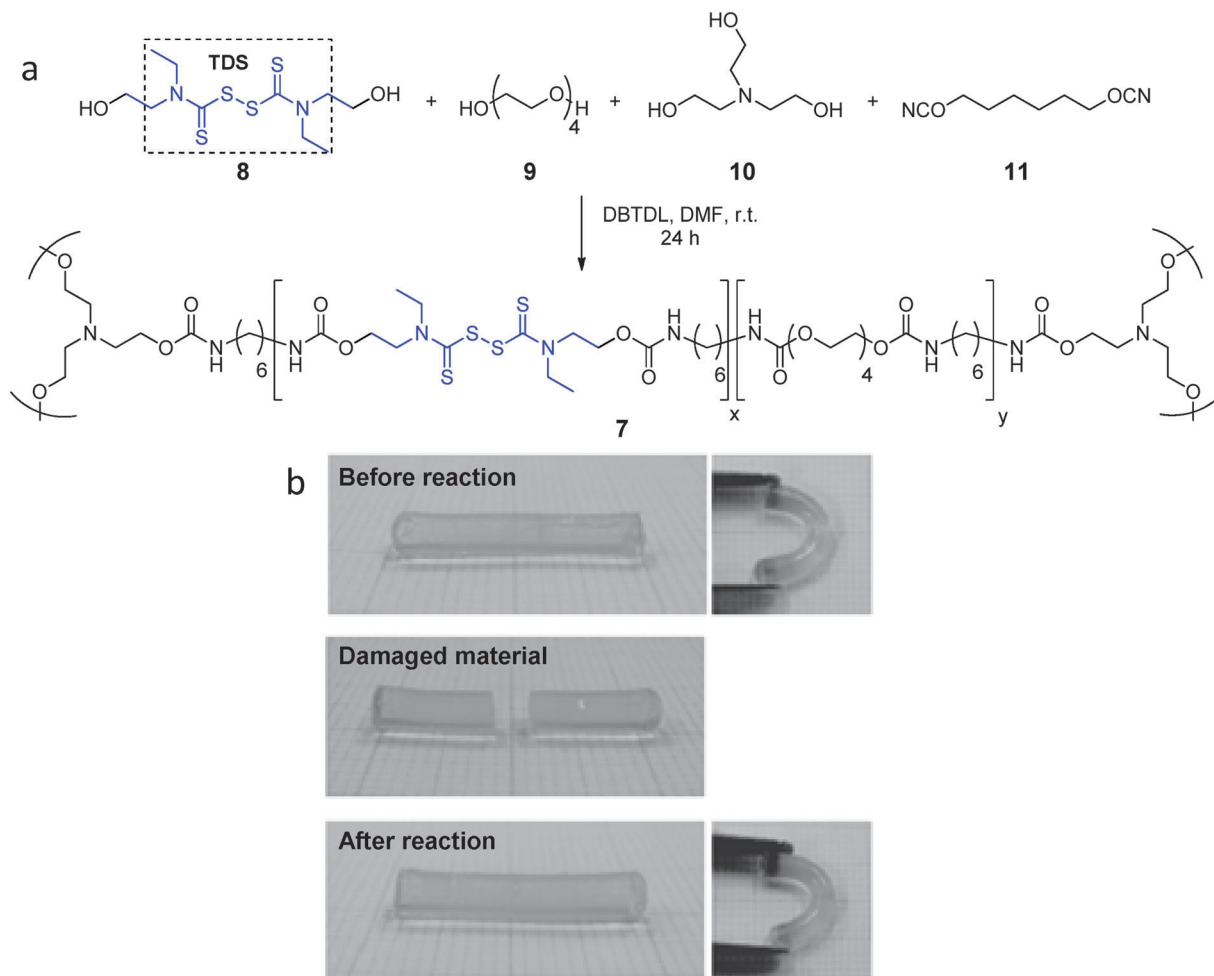 a
TDS
HO N S S S S N OH
+ HO O H 4 + HO N HO OH + NCO OCN
8 9 10 11
DBTDL, DMF, r.t.
24 h
O O N O O N H 6 N H O O N S S S S N O O N H 6 x H N O O 4 O O N H 6 y N H O O N O O
7
b
Before reaction
Damaged material
After reaction